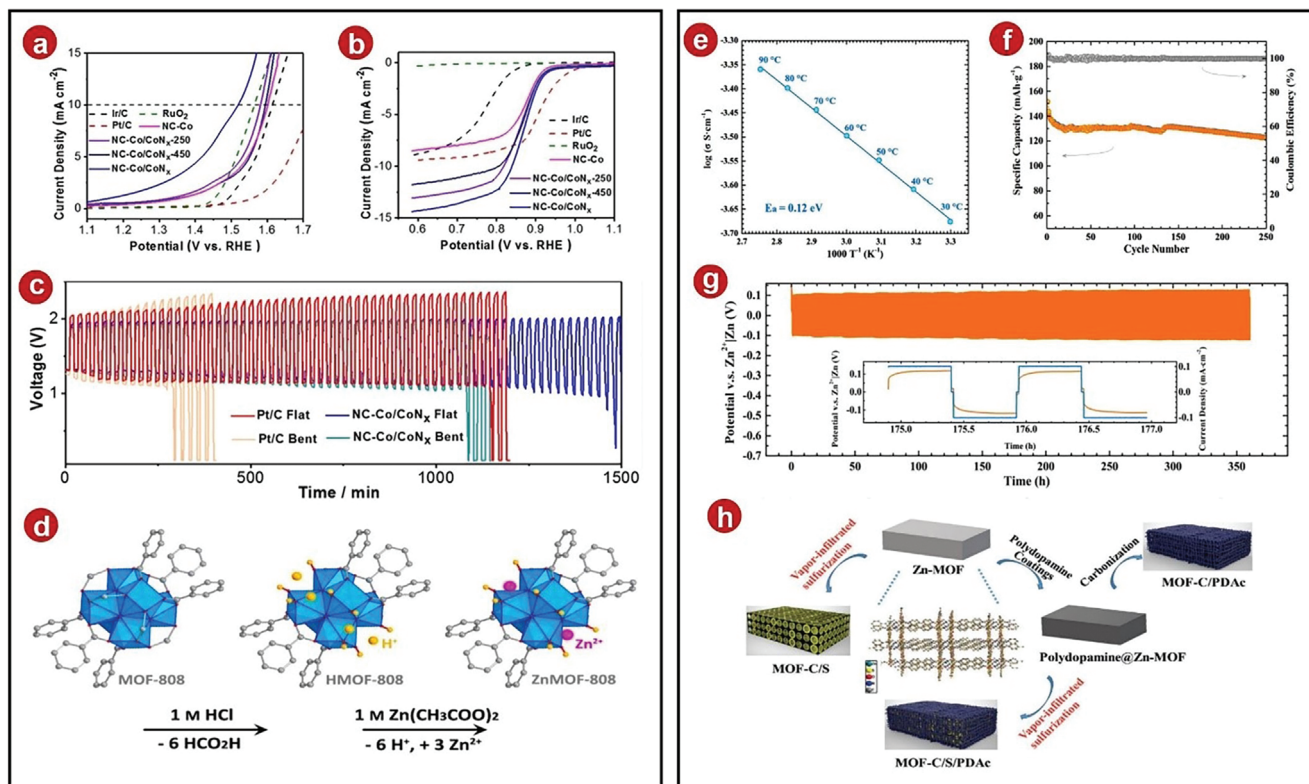 a
15
10
5
0
Current Density (mA cm⁻²)
Ir/C
RuO₂
Pt/C
NC-Co
NC-Co/CoNₓ-250
NC-Co/CoNₓ-450
NC-Co/CoNₓ
1.1 1.2 1.3 1.4 1.5 1.6 1.7
Potential (V vs. RHE)
b
0
-5
-10
-15
Current Density (mA cm⁻²)
Ir/C
Pt/C
RuO₂
NC-Co
NC-Co/CoNₓ-250
NC-Co/CoNₓ-450
NC-Co/CoNₓ
0.6 0.7 0.8 0.9 1.0 1.1
Potential (V vs. RHE)
c
2
1
Voltage (V)
Pt/C Flat
NC-Co/CoNₓ Flat
Pt/C Bent
NC-Co/CoNₓ Bent
0 500 1000 1500
Time / min
d
H⁺
Zn²⁺
MOF-808
HMOF-808
ZnMOF-808
1 M HCl
- 6 HCO₂H
1 M Zn(CH₃COO)₂
- 6 H⁺, + 3 Zn²⁺
e
-3.30
-3.35
-3.40
-3.45
-3.50
-3.55
-3.60
-3.65
-3.70
log (σ S·cm⁻¹)
90 °C
80 °C
70 °C
60 °C
50 °C
40 °C
30 °C
Ea = 0.12 eV
2.7 2.8 2.9 3.0 3.1 3.2 3.3
1000 T⁻¹ (K⁻¹)
f
200
180
160
140
120
100
80
60
Specific Capacity (mAh·g⁻¹)
100
80
60
40
20
0
Coulombic Efficiency (%)
0 50 100 150 200 250
Cycle Number
g
0.1
0.0
-0.1
-0.2
-0.3
-0.4
-0.5
-0.6
-0.7
Potential v.s. Zn²⁺|Zn (V)
0.1
0.0
-0.1
Potential v.s. Zn²⁺|Zn (V)
0.1
0.0
-0.1
Current Density (mA·cm⁻²)
175.0 175.5 176.0 176.5 177.0
Time (h)
0 50 100 150 200 250 300 350
Time (h)
h
Vapor-infiltrated
sulfurization
Zn-MOF
Polydopamine
Coatings
Carbonization
MOF-C/PDAc
MOF-C/S
Polydopamine@Zn-MOF
Vapor-infiltrated
sulfurization
MOF-C/S/PDAc